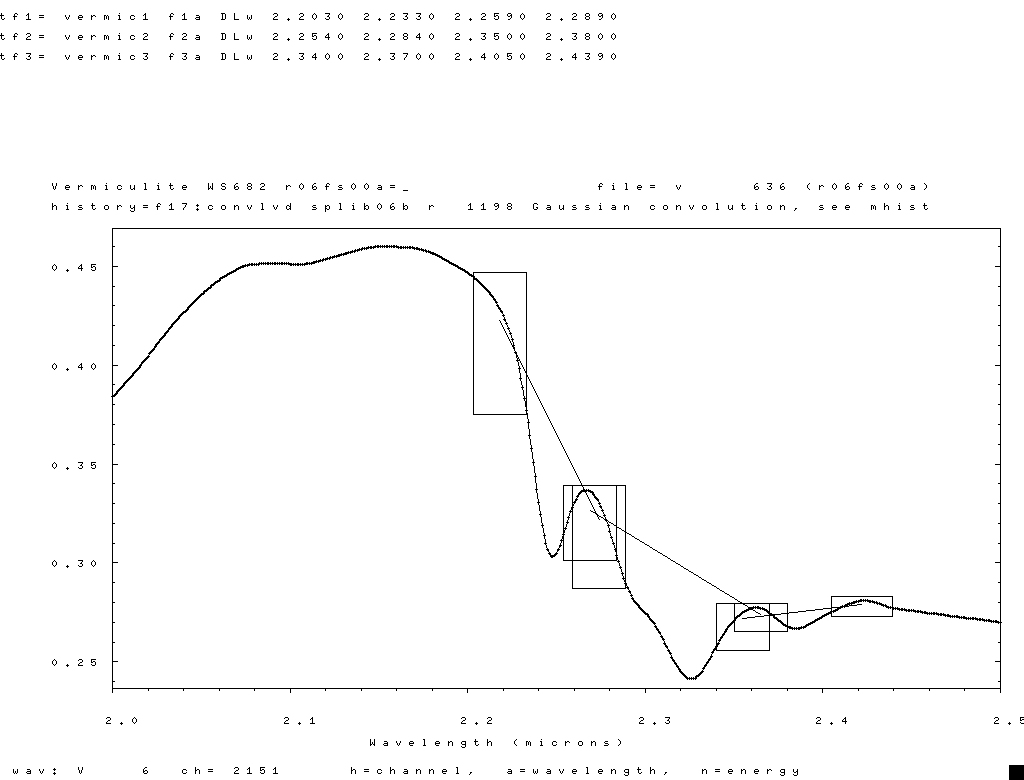 tf1= vermic1 f1a DLw 2.2030 2.2330 2.2590 2.2890
tf2= vermic2 f2a DLw 2.2540 2.2840 2.3500 2.3800
tf3= vermic3 f3a DLw 2.3400 2.3700 2.4050 2.4390
Vermiculite WS682 r06fs00a=_ file= v 636 (r06fs00a)
history=f17:convlvd splib06b r 1198 Gaussian convolution, see mhist
0.45
0.40
0.35
0.30
0.25
2.0 2.1 2.2 2.3 2.4 2.5
Wavelength (microns)
wav: V 6 ch= 2151 h=channel, a=wavelength, n=energy